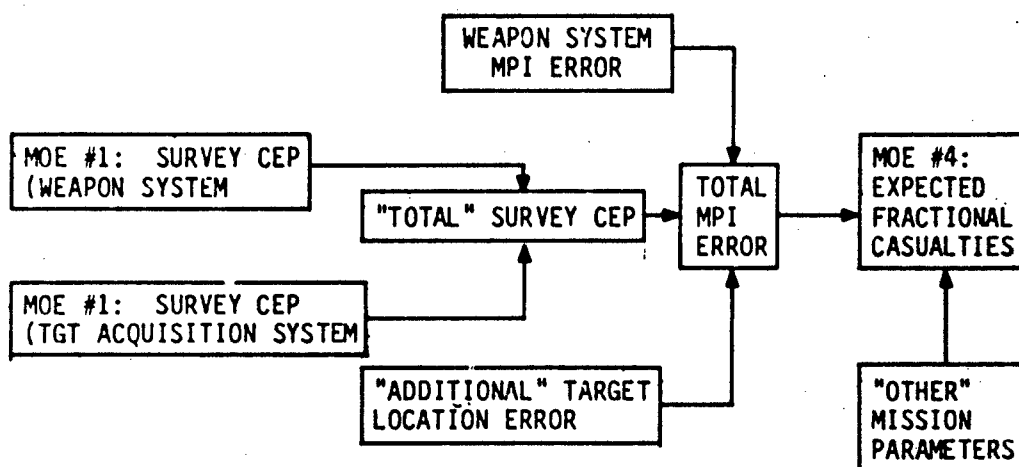 WEAPON SYSTEM
MPI ERROR
MOE #1: SURVEY CEP
(WEAPON SYSTEM
"TOTAL" SURVEY CEP
MOE #1: SURVEY CEP
(TGT ACQUISITION SYSTEM
"ADDITIONAL" TARGET
LOCATION ERROR
TOTAL
MPI
ERROR
MOE #4:
EXPECTED
FRACTIONAL
CASUALTIES
"OTHER"
MISSION
PARAMETERS